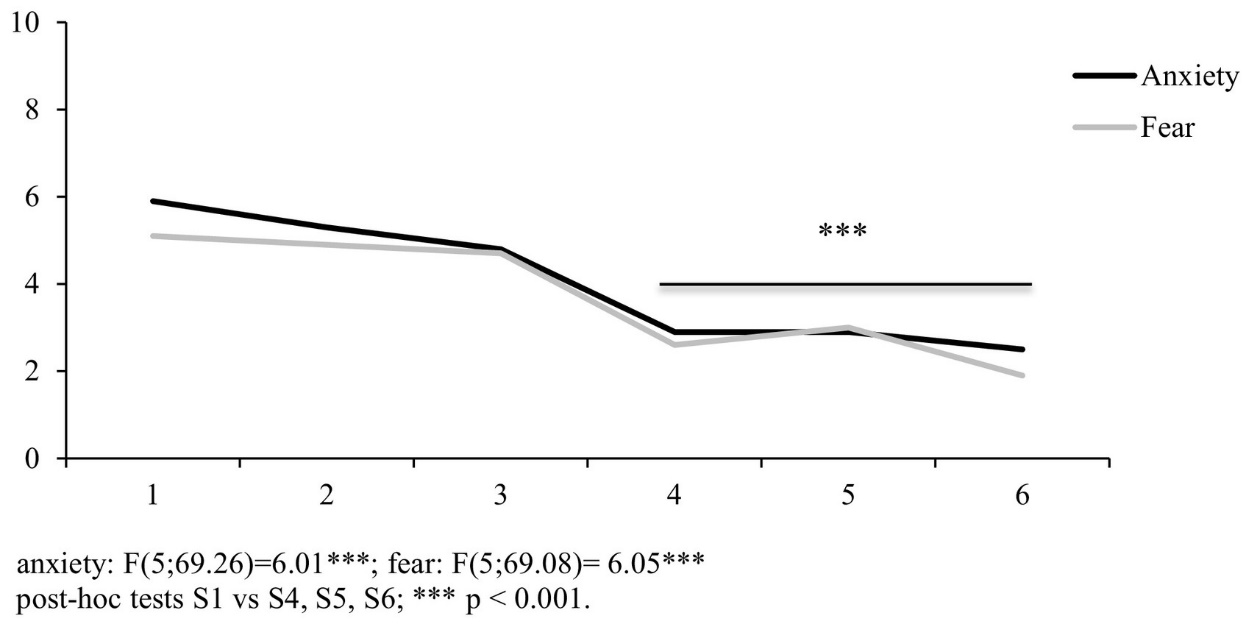 10
8
6
4
2
0
Anxiety
Fear
***
1 2 3 4 5 6
anxiety: F(5;69.26)=6.01***; fear: F(5;69.08)= 6.05***
post-hoc tests S1 vs S4, S5, S6; *** p < 0.001.